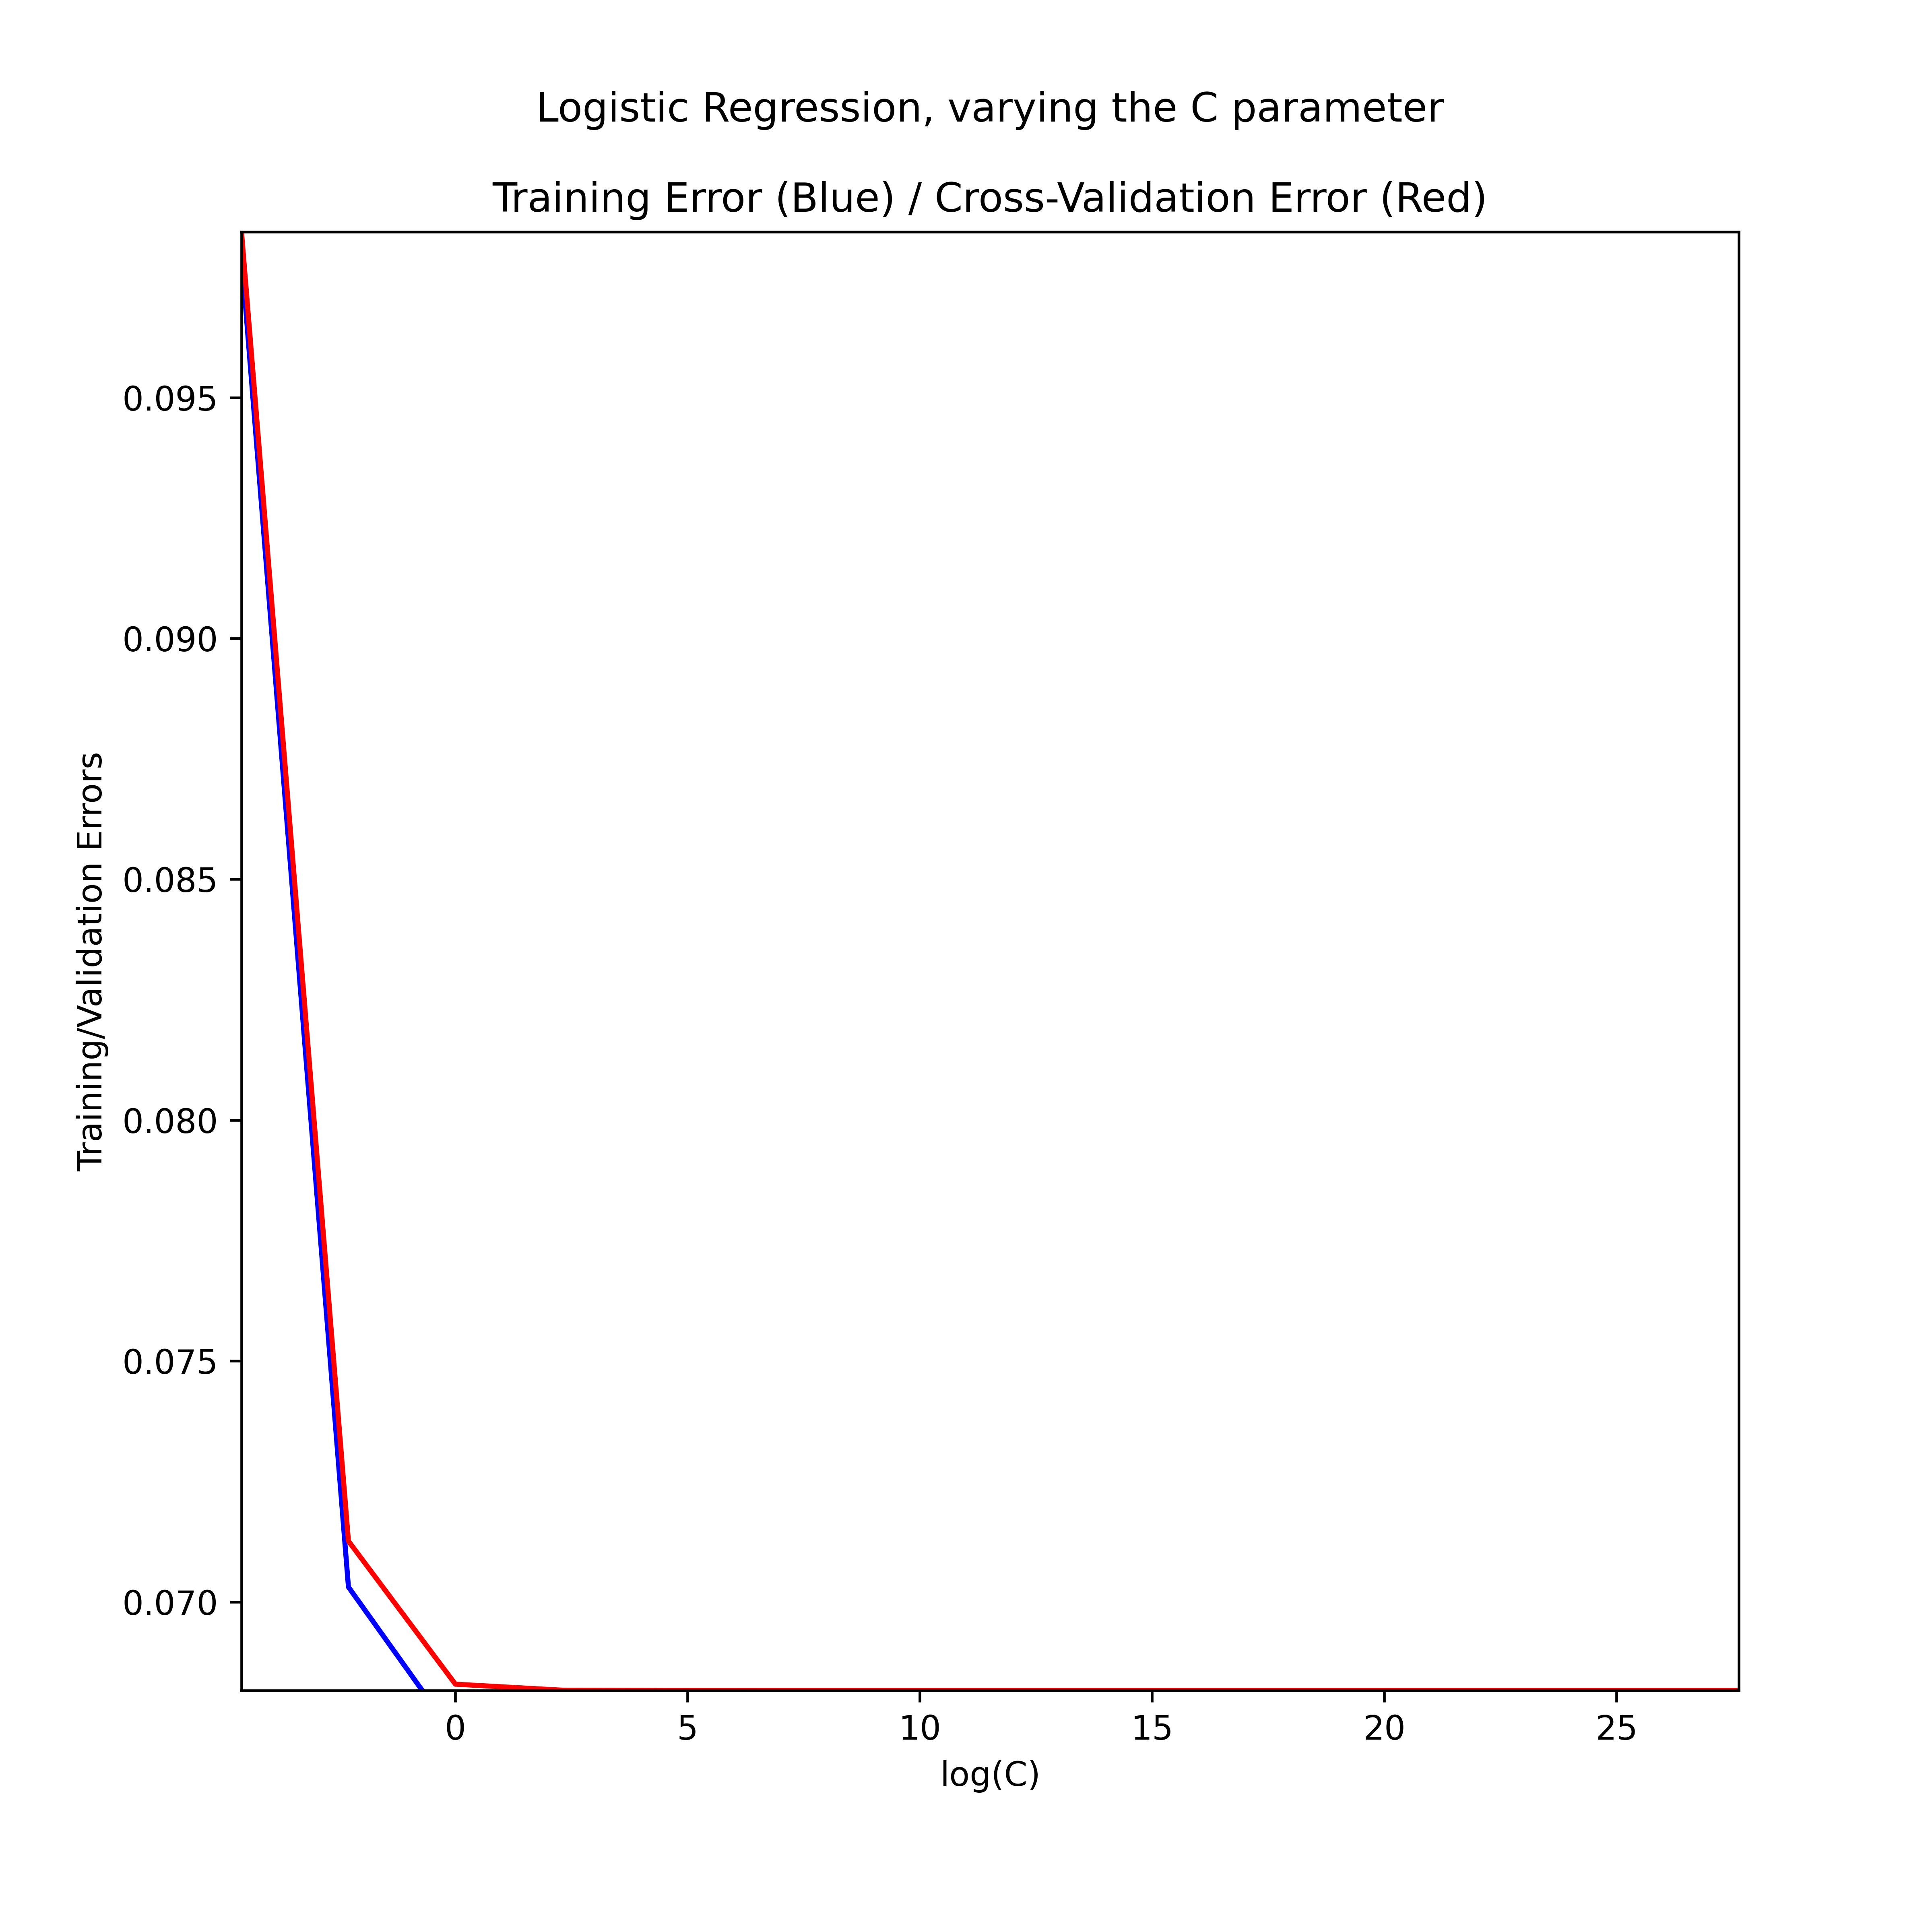 Logistic Regression, varying the C parameter
Training Error (Blue) / Cross-Validation Error (Red)
Training/Validation Errors
0.095
0.090
0.085
0.080
0.075
0.070
0 5 10 15 20 25
log(C)